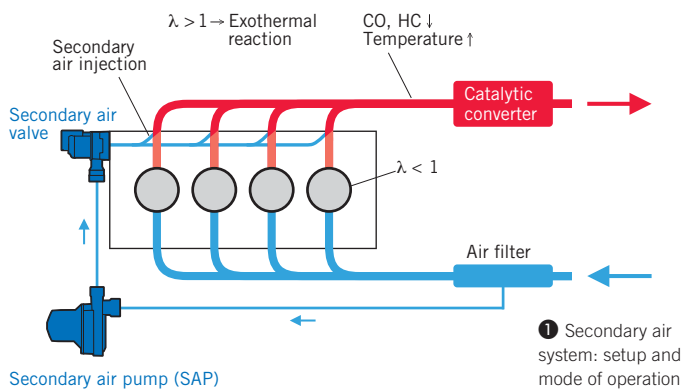 λ > 1 → Exothermal
reaction
CO, HC ↓
Temperature ↑
Secondary
air injection
Catalytic
converter
Secondary air
valve
λ < 1
Air filter
Secondary air pump (SAP)
❶ Secondary air
system: setup and
mode of operation